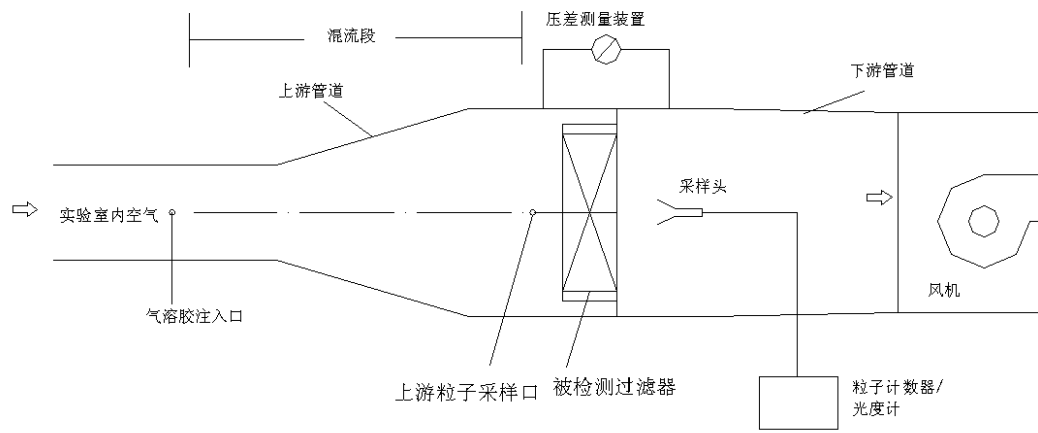 压差测量装置
混流段
下游管道
上游管道
采样头
实验室内空气
风机
气溶胶注入口
上游粒子采样口
被检测过滤器
粒子计数器/
光度计